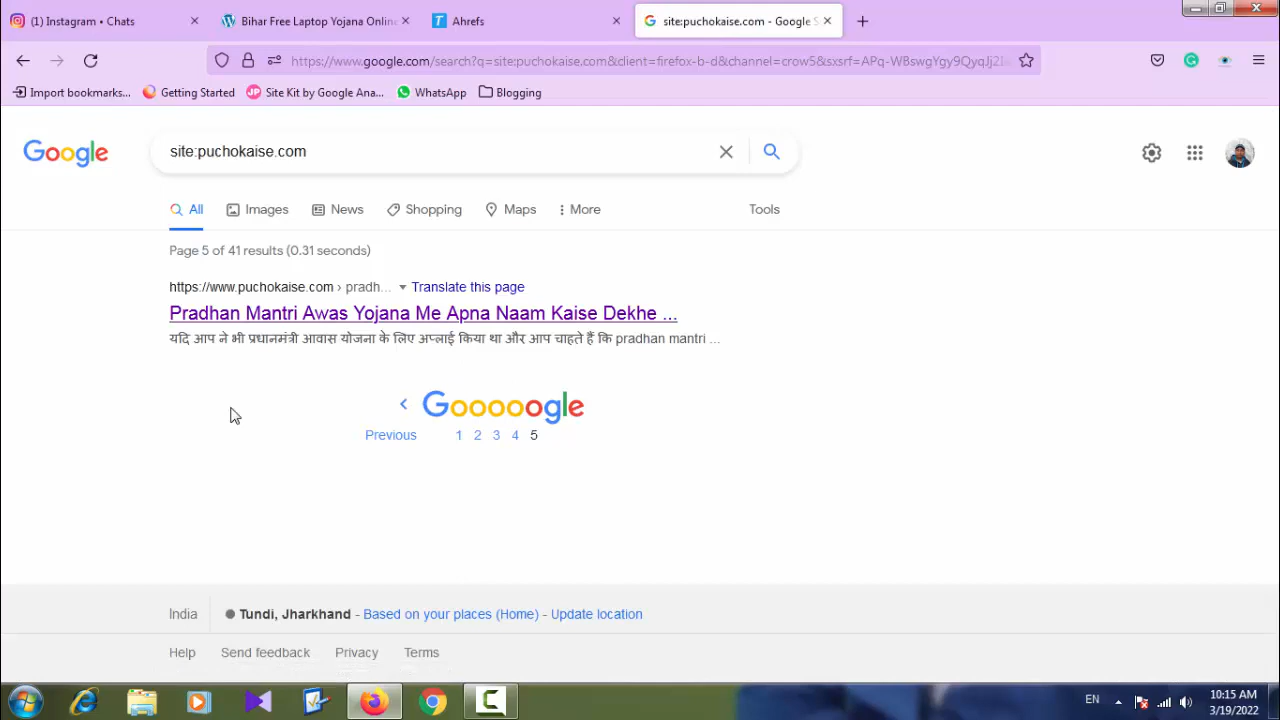 (1) Instagram • Chats
Bihar Free Laptop Yojana Online
Ahrefs
site:puchokaise.com - Google S
https://www.google.com/search?q=site:puchokaise.com&client=firefox-b-d&channel=crow5&sxsrf=APq-WBswgYgy9QyqJj2
Import bookmarks...
Getting Started
Site Kit by Google Ana...
WhatsApp
Blogging
Google
site:puchokaise.com
All
Images
News
Shopping
Maps
More
Tools
Page 5 of 41 results (0.31 seconds)
https://www.puchokaise.com › pradh... Translate this page
Pradhan Mantri Awas Yojana Me Apna Naam Kaise Dekhe ...
यदि आप ने भी प्रधानमंत्री आवास योजना के लिए अप्लाई किया था और आप चाहते हैं कि pradhan mantri ...
Gooooogle
Previous 1 2 3 4 5
India Tundi, Jharkhand - Based on your places (Home) - Update location
Help Send feedback Privacy Terms
EN
10:15 AM
3/19/2022